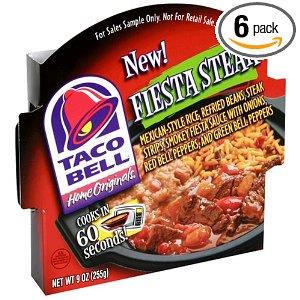 6 pack
For Sales Sample Only. Not For Retail Sale
New!
FIESTA STEAK
MEXICAN-STYLE RICE, REFRIED BEANS, STEAK
STRIPS, SMOKEY FIESTA SAUCE WITH ONIONS,
RED BELL PEPPERS, AND GREEN BELL PEPPERS
TACO
BELL
Home Originals
COOKS IN
60
seconds!
NET WT 9 OZ (255g)